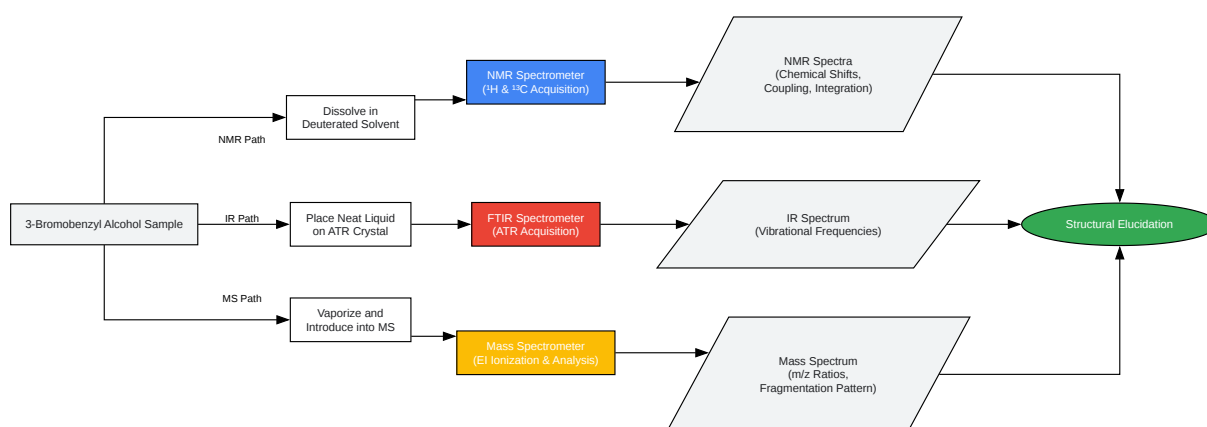 NMR Spectrometer
(¹H & ¹³C Acquisition)
NMR Spectra
(Chemical Shifts,
Coupling, Integration)
Dissolve in
Deuterated Solvent
NMR Path
3-Bromobenzyl Alcohol Sample
IR Path
Place Neat Liquid
on ATR Crystal
FTIR Spectrometer
(ATR Acquisition)
IR Spectrum
(Vibrational Frequencies)
Structural Elucidation
MS Path
Vaporize and
Introduce into MS
Mass Spectrometer
(EI Ionization & Analysis)
Mass Spectrum
(m/z Ratios,
Fragmentation Pattern)